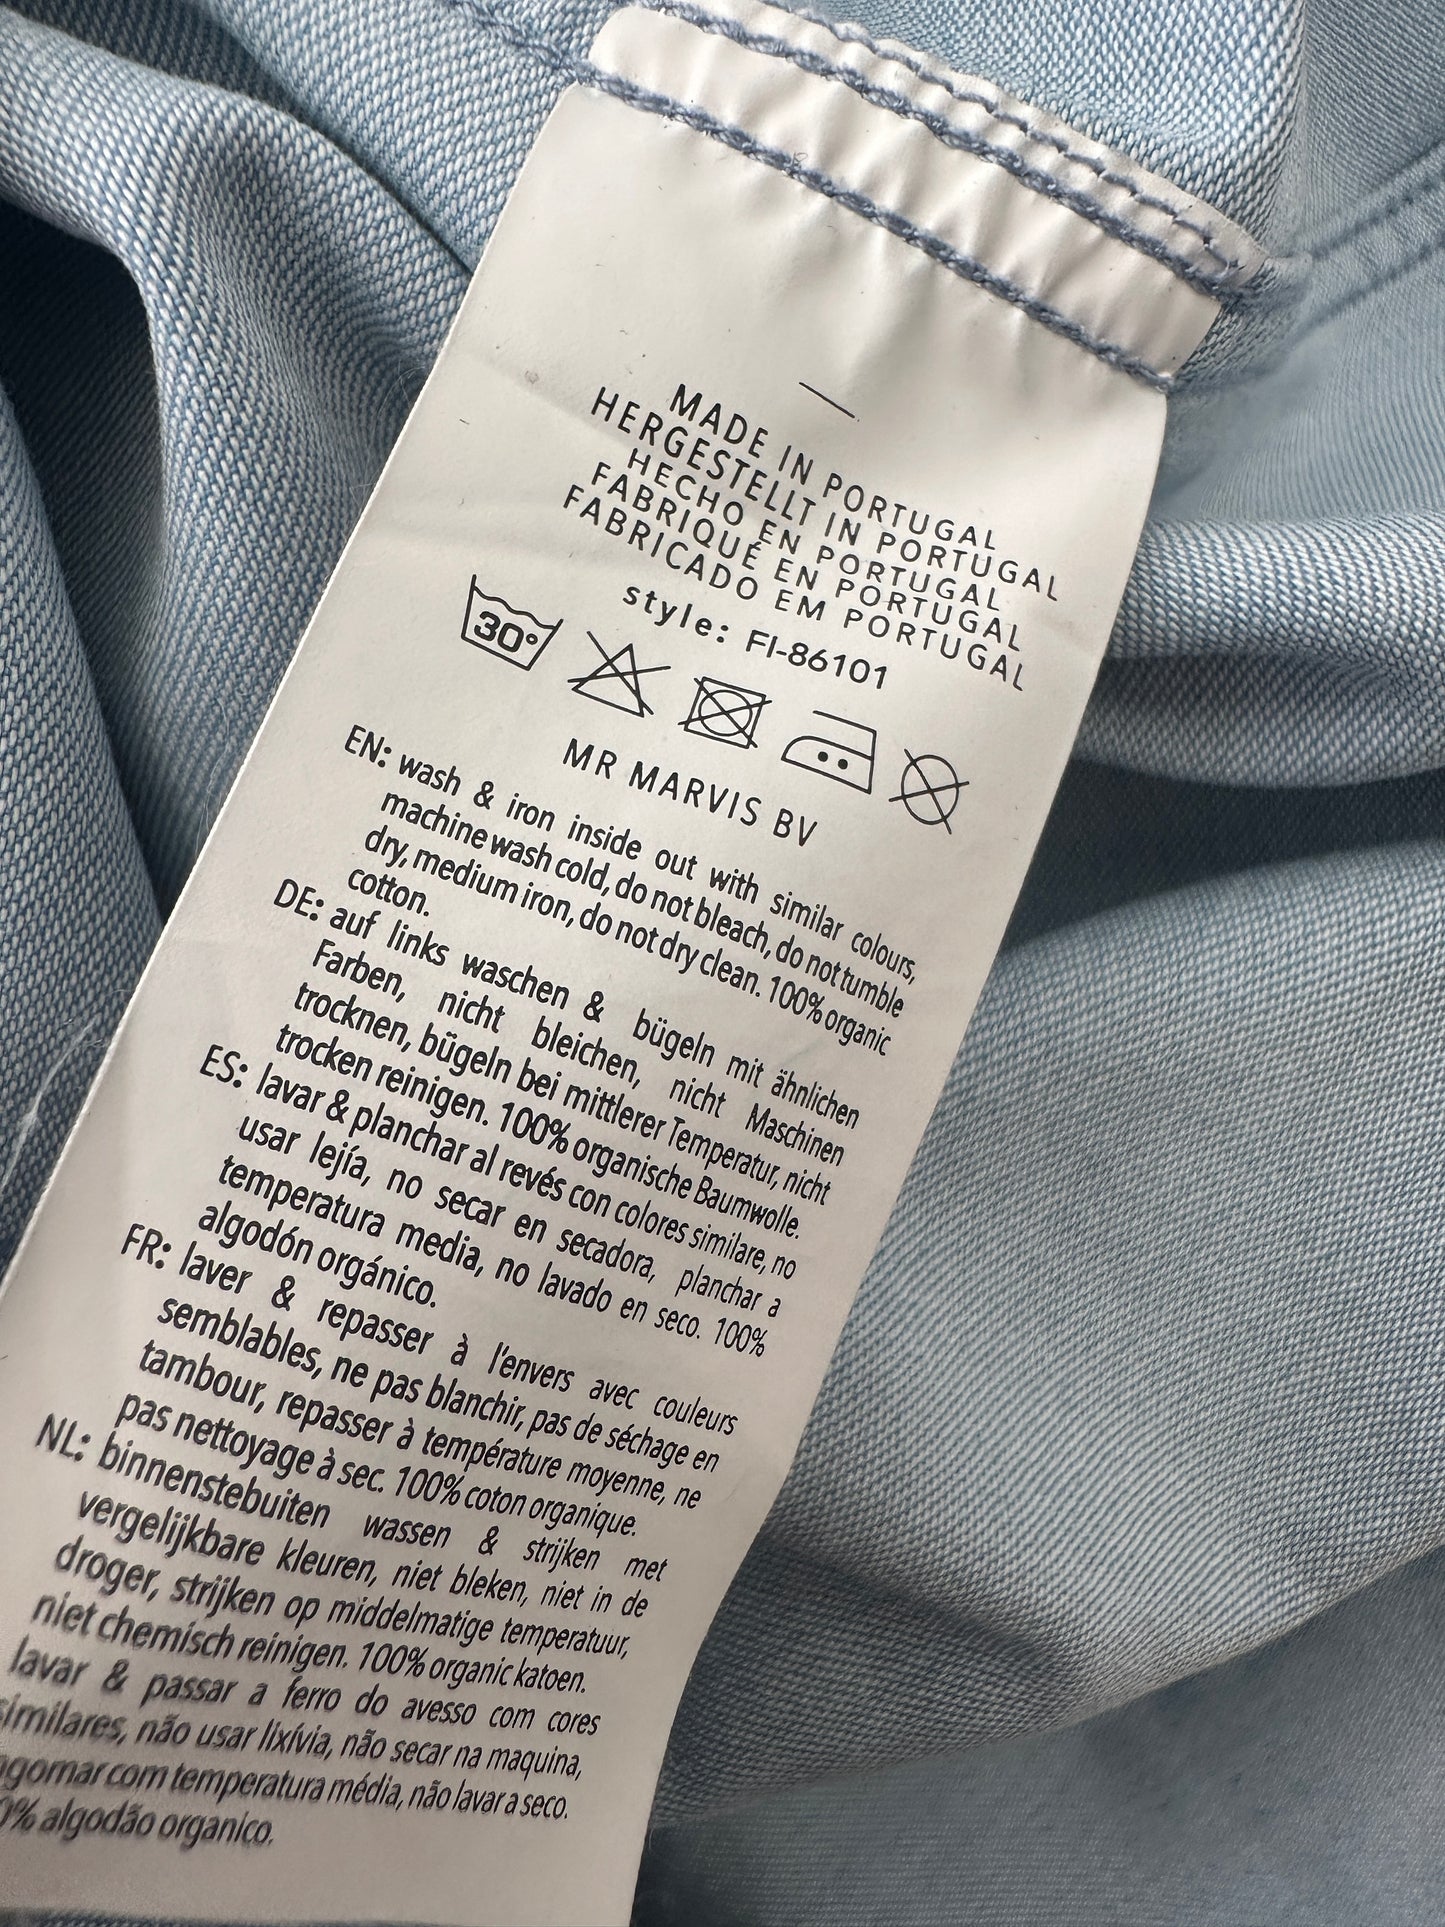 MADE IN PORTUGAL
HERGESTELLT IN PORTUGAL
HECHO EN PORTUGAL
FABRIQUÉ EN PORTUGAL
FABRICADO EM PORTUGAL
style: FI-86101
30°
MR MARVIS BV
EN: wash & iron inside out with similar colours,
machine wash cold, do not bleach, do not tumble
dry, medium iron, do not dry clean. 100% organic
cotton.
DE: auf links waschen & bügeln mit ähnlichen
Farben, nicht bleichen, nicht Maschinen
trocknen, bügeln bei mittlerer Temperatur, nicht
trocken reinigen. 100% organische Baumwolle.
ES: lavar & planchar al revés con colores similare, no
usar lejía, no secar en secadora, planchar a
temperatura media, no lavado en seco. 100%
algodón orgánico.
FR: laver & repasser à l'envers avec couleurs
semblables, ne pas blanchir, pas de séchage en
tambour, repasser à température moyenne, ne
pas nettoyage à sec. 100% coton organique.
NL: binnenstebuiten wassen & strijken met
vergelijkbare kleuren, niet bleken, niet in de
droger, strijken op middelmatige temperatuur,
niet chemisch reinigen. 100% organic katoen.
lavar & passar a ferro do avesso com cores
similares, não usar lixívia, não secar na maquina,
com temperatura média, não lavar a seco.
algodão organico.